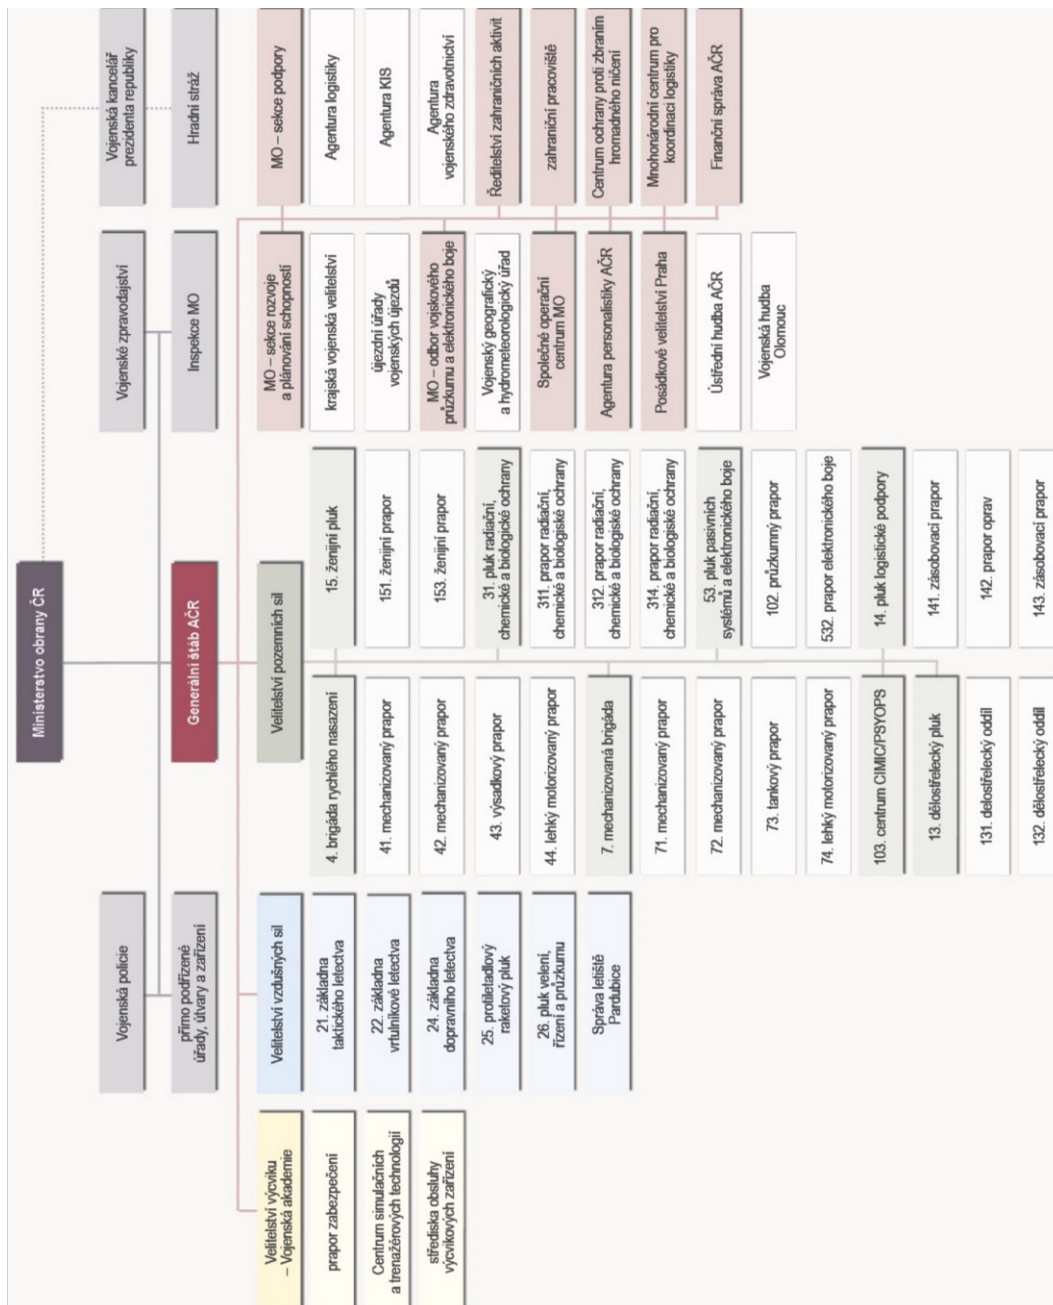 Ministerstvo obrany ČR
Vojenská policie
Vojenské zpravodajství
Vojenská kancelář
prezidenta republiky
přímo podřízené
úřady, útvary a zařízení
Generální štáb AČR
Inspekce MO
Hradní stráž
Velitelství výcviku
– Vojenská akademie
prapor zabezpečení
Centrum simulačních
a trenažérových technologií
střediska obsluhy
výcvikových zařízení
Velitelství vzdušných sil
21. základna
taktického letectva
22. základna
vrtulníkové letectva
24. základna
dopravního letectva
25. protiletadlový
raketový pluk
26. pluk velení,
řízení a průzkumu
Správa letiště
Pardubice
Velitelství pozemních sil
4. brigáda rychlého nasazení
41. mechanizovaný prapor
42. mechanizovaný prapor
43. výsadkový prapor
44. lehký motorizovaný prapor
7. mechanizovaná brigáda
71. mechanizovaný prapor
72. mechanizovaný prapor
73. tankový prapor
74. lehký motorizovaný prapor
103. centrum CIMIC/PSYOPS
13. dělostřelecký pluk
131. delostřelecký oddíl
132. dělostřelecký oddíl
15. ženijní pluk
151. ženijní prapor
153. ženijní prapor
31. pluk radiační,
chemické a biologické ochrany
311. prapor radiační,
chemické a biologiské ochrany
312. prapor radiační,
chemické a biologiské ochrany
314. prapor radiační,
chemické a biologiské ochrany
53. pluk pasivních
systémů a elektronického boje
102. průzkumný prapor
532. prapor elektronického boje
14. pluk logistické podpory
141. zásobovací prapor
142. prapor oprav
143. zásobovací prapor
MO – sekce rozvoje
a plánování schopností
krajská vojenská velitelství
újezdní úřady
vojenských újezdů
MO – odbor vojskového
průzkumu a elektronického boje
Vojenský geografický
a hydrometeorologický úřad
Společné operační
centrum MO
Agentura personalistiky AČR
Posádkové velitelství Praha
Ústřední hudba AČR
Vojenská hudba
Olomouc
MO – sekce podpory
Agentura logistiky
Agentura KIS
Agentura
vojenského zdravotnictví
Ředitelství zahraničních aktivit
zahraniční pracoviště
Centrum ochrany proti zbraním
hromadného ničení
Mnohonárodní centrum pro
koordinaci logistiky
Finanční správa AČR